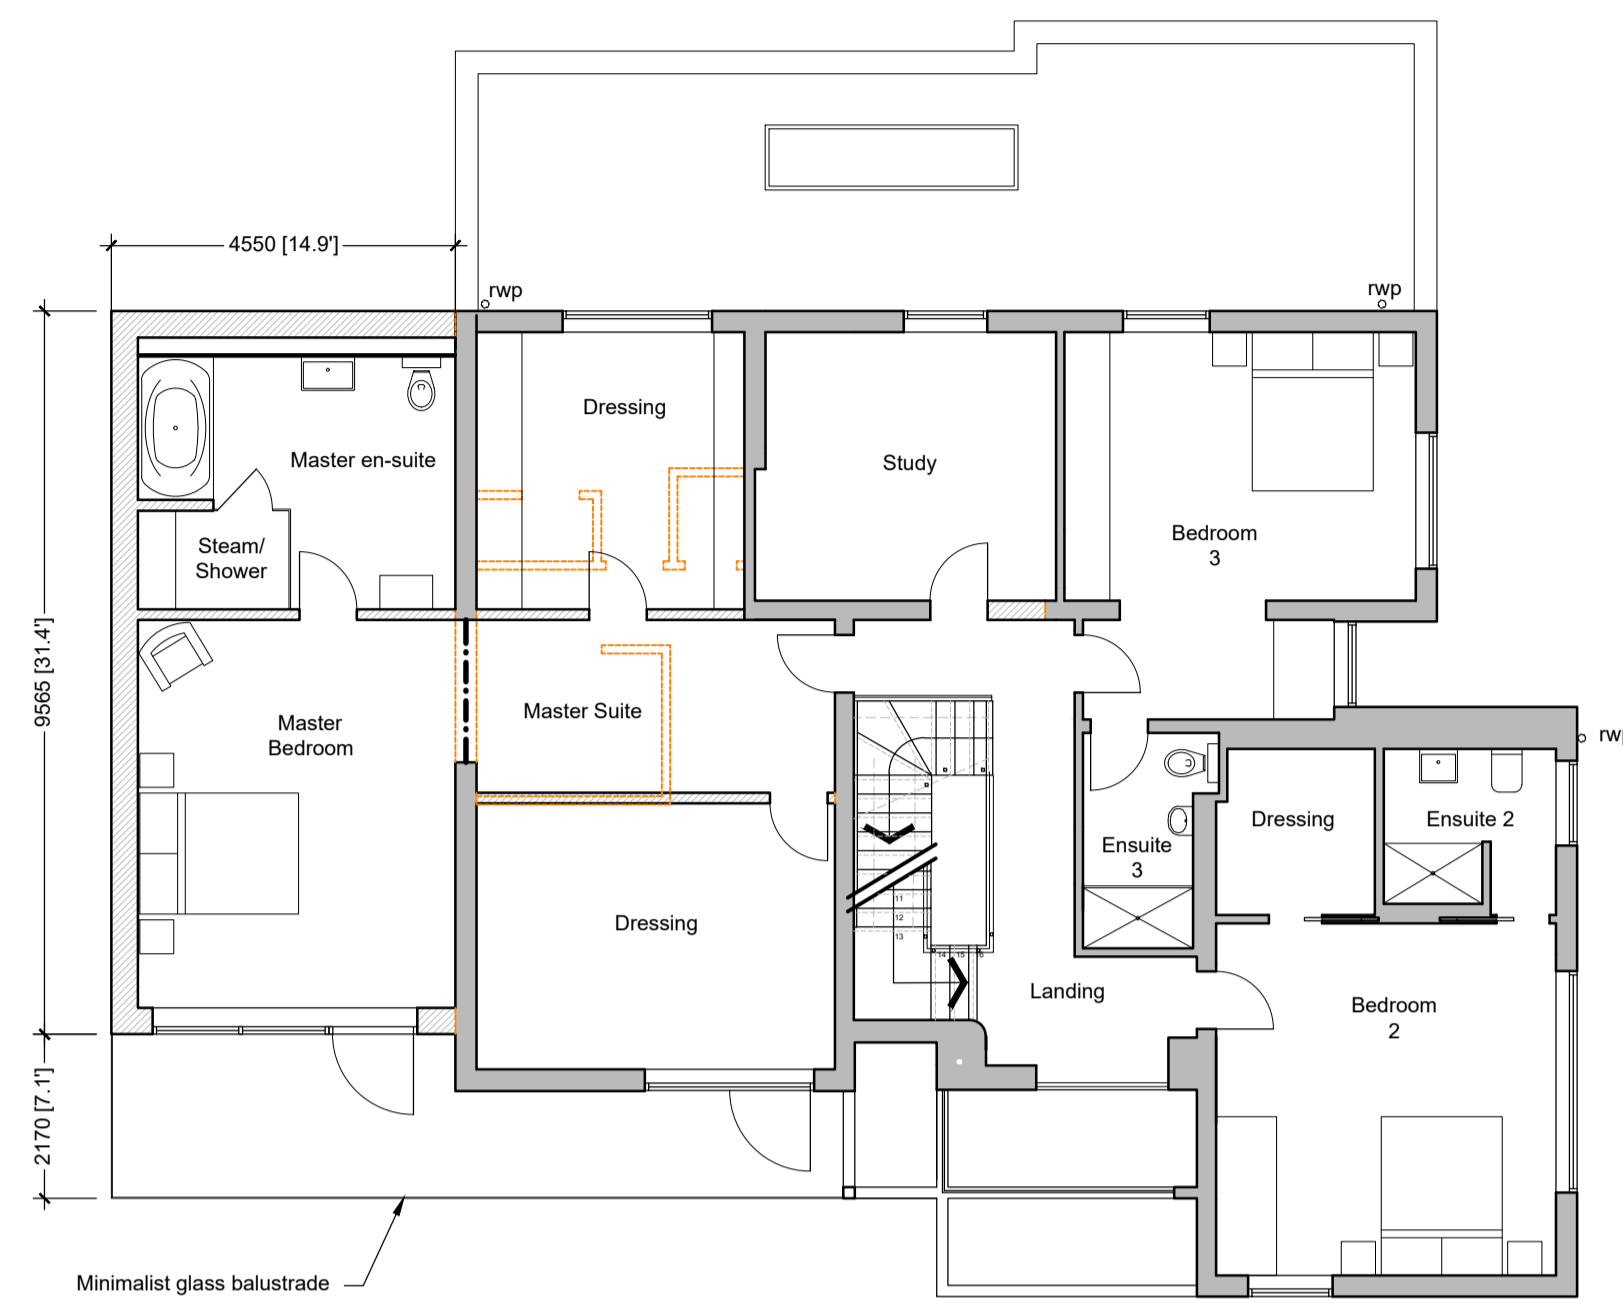 4550 [14.9']
rwp
rwp
Dressing
Master en-suite
Study
Steam/
Shower
Bedroom
3
9565 [31.4']
Master Suite
Master
Bedroom
rwp
Dressing
Ensuite 2
Ensuite
3
11
12
13
Dressing
14 15 16
Landing
Bedroom
2
2170 [7.1']
Minimalist glass balustrade